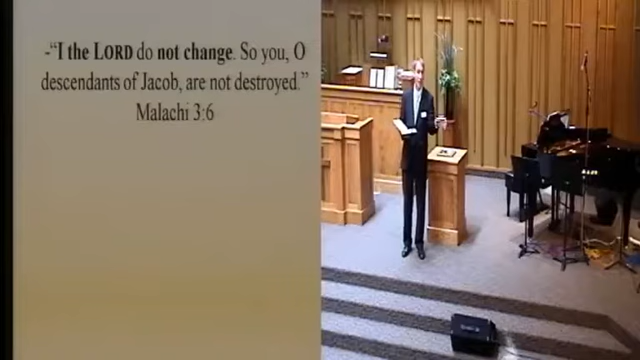 -“I the LORD do not change. So you, O
descendants of Jacob, are not destroyed.”
Malachi 3:6